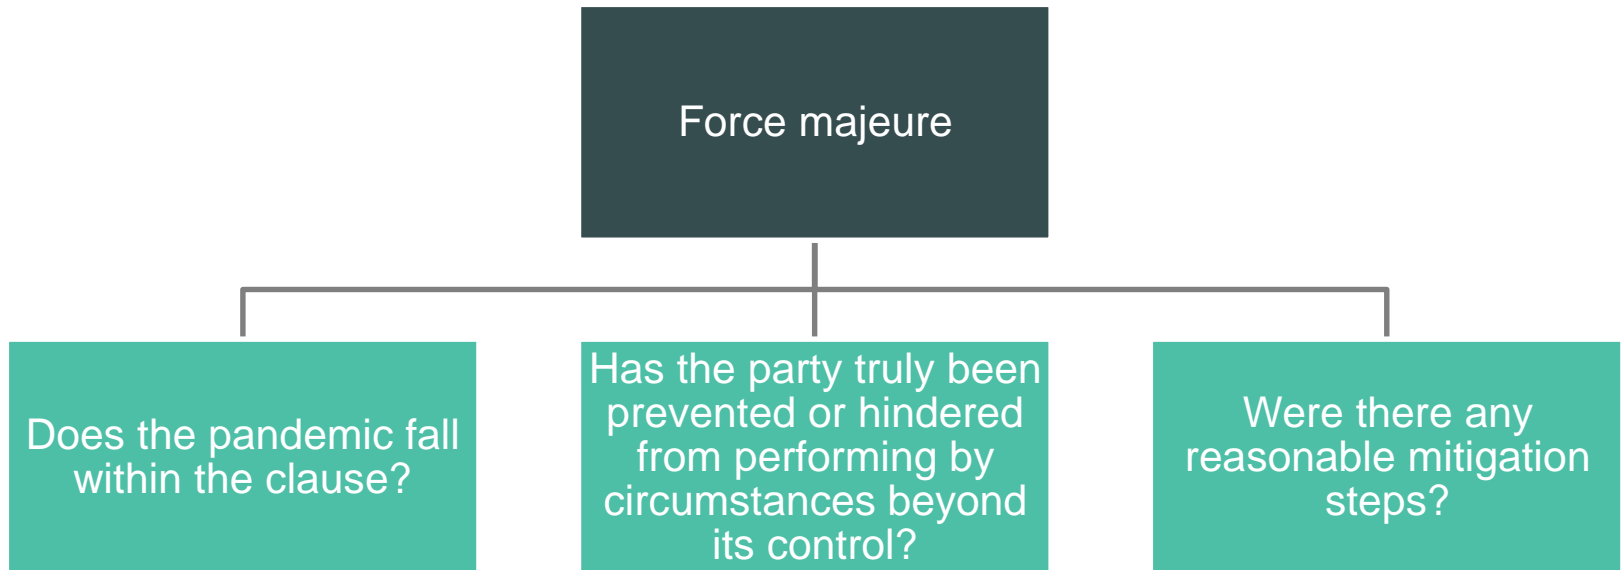 Force majeure
Does the pandemic fall
within the clause?
Has the party truly been
prevented or hindered
from performing by
circumstances beyond
its control?
Were there any
reasonable mitigation
steps?